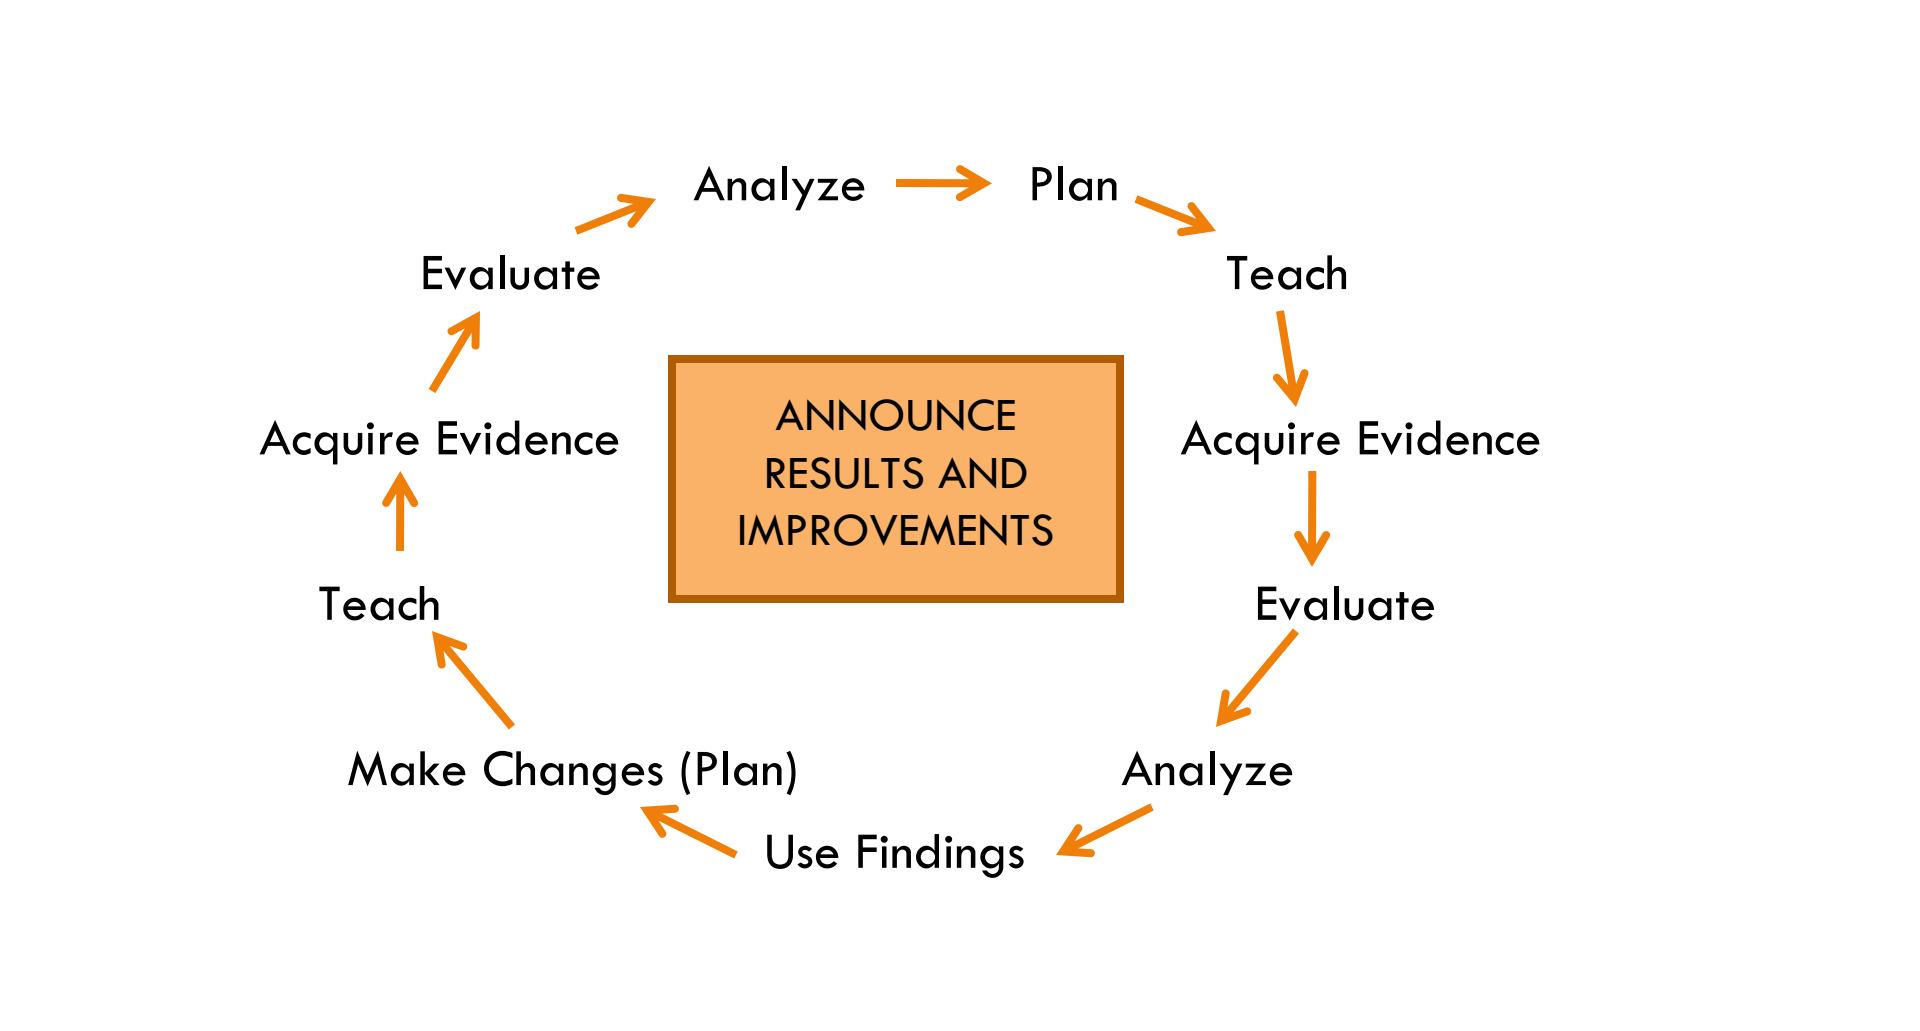 Analyze
Plan
Evaluate
Teach
ANNOUNCE
RESULTS AND
IMPROVEMENTS
Acquire Evidence
Acquire Evidence
Teach
Evaluate
Make Changes (Plan)
Analyze
Use Findings